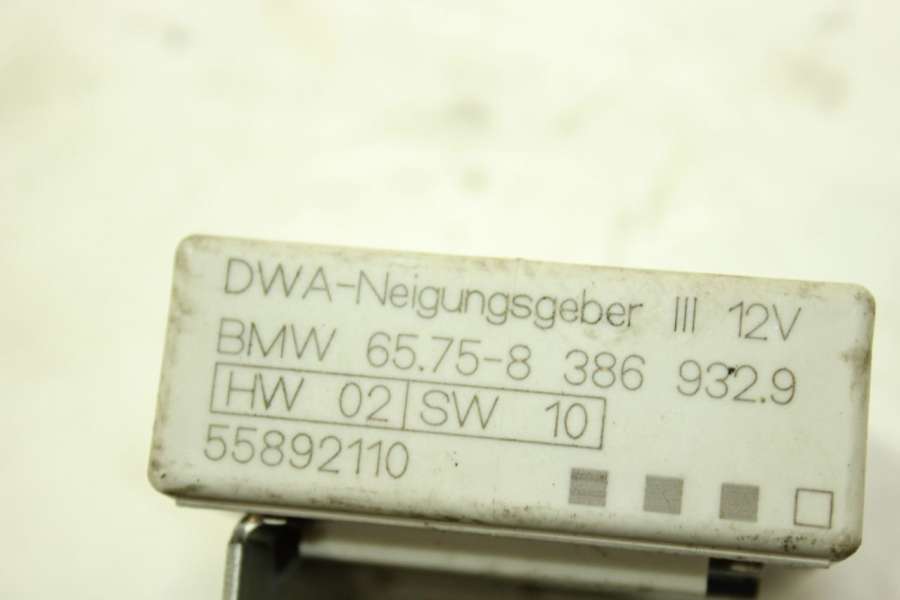 DWA-Neigungsgeber III 12V
BMW 65.75-8 386 932.9
HW 02 SW 10
55892110